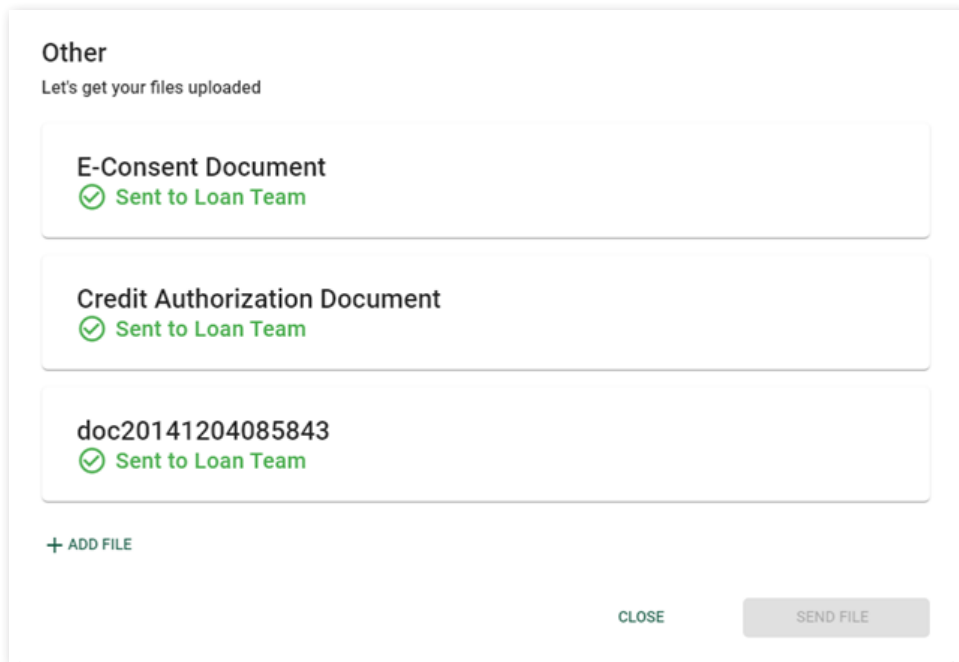 Other
Let's get your files uploaded
E-Consent Document
Sent to Loan Team
Credit Authorization Document
Sent to Loan Team
doc20141204085843
Sent to Loan Team
+ ADD FILE
CLOSE SEND FILE